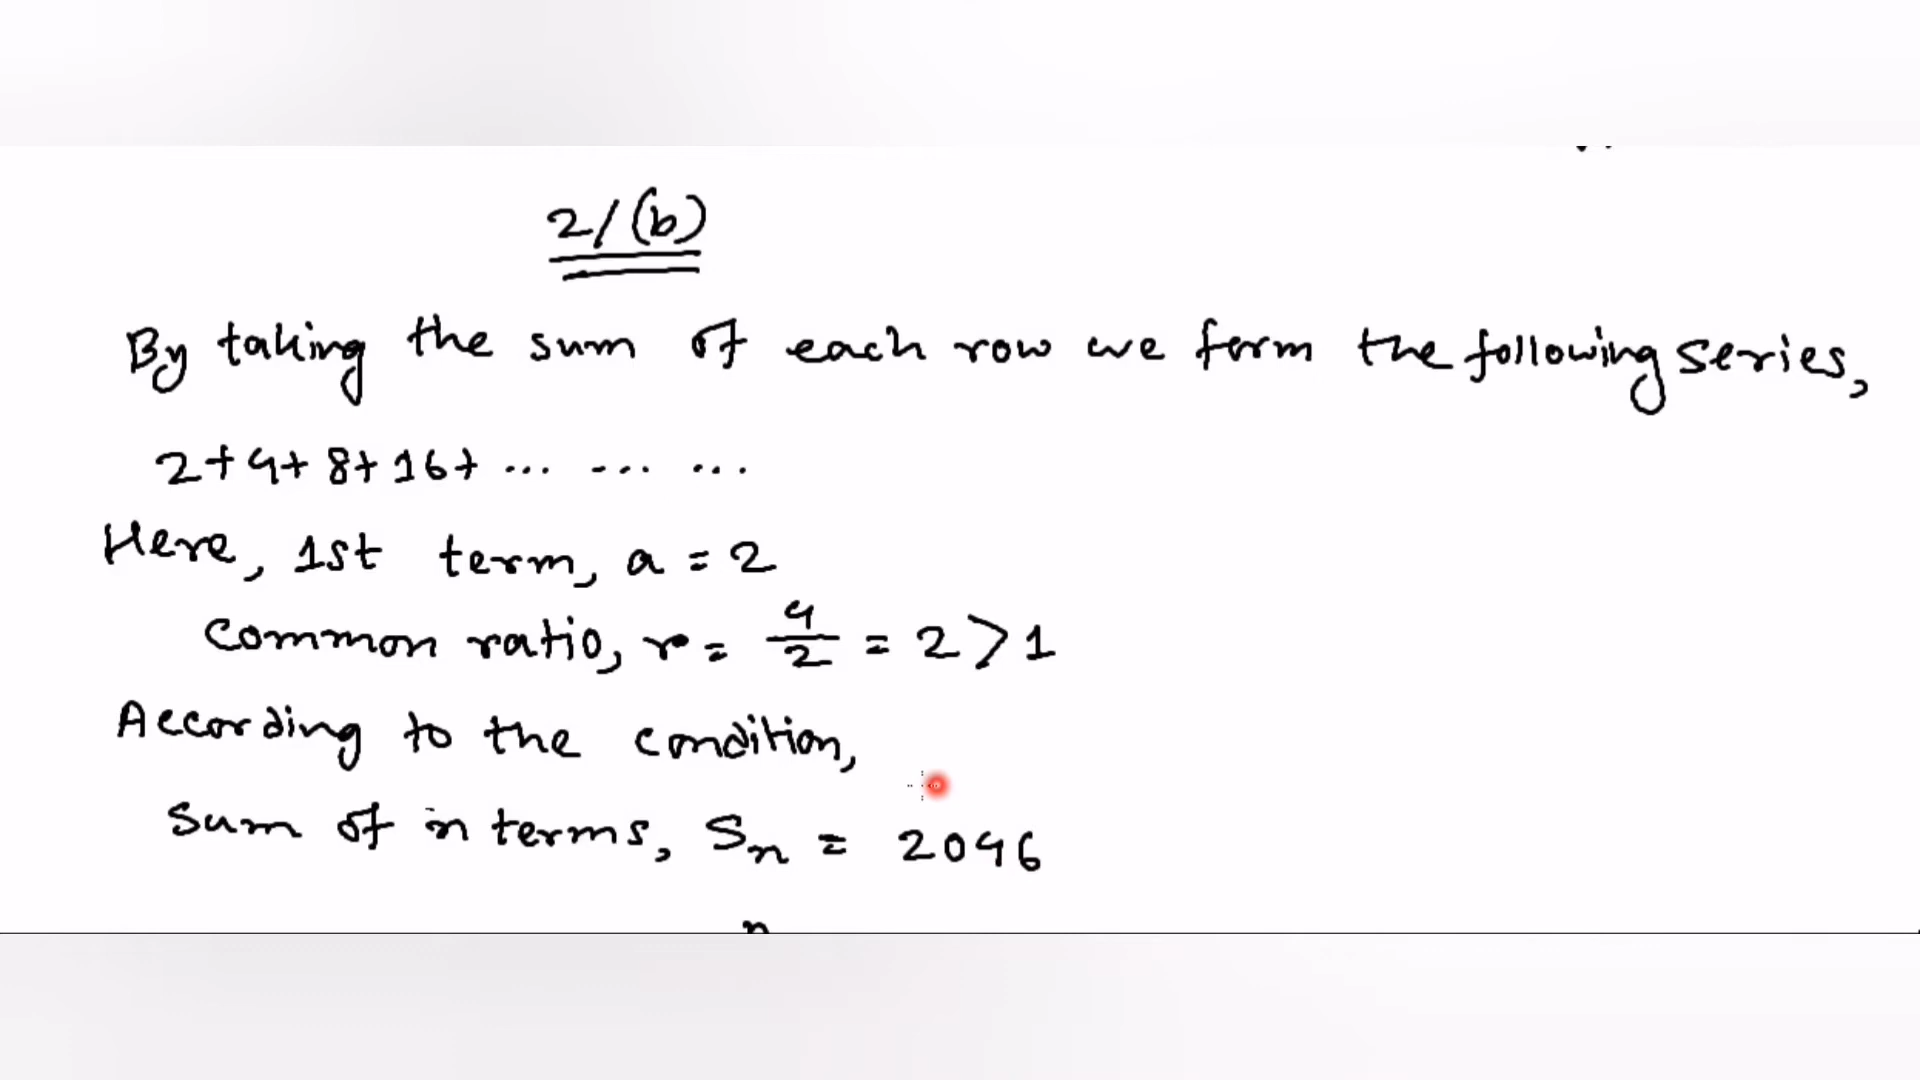 2/(b)
By taking the sum of each row we form the following series,
2+4+8+16+ ... ... ...
Here, 1st term, a = 2
common ratio, r = 4/2 = 2 > 1
According to the condition,
Sum of n terms, Sn = 2046
n